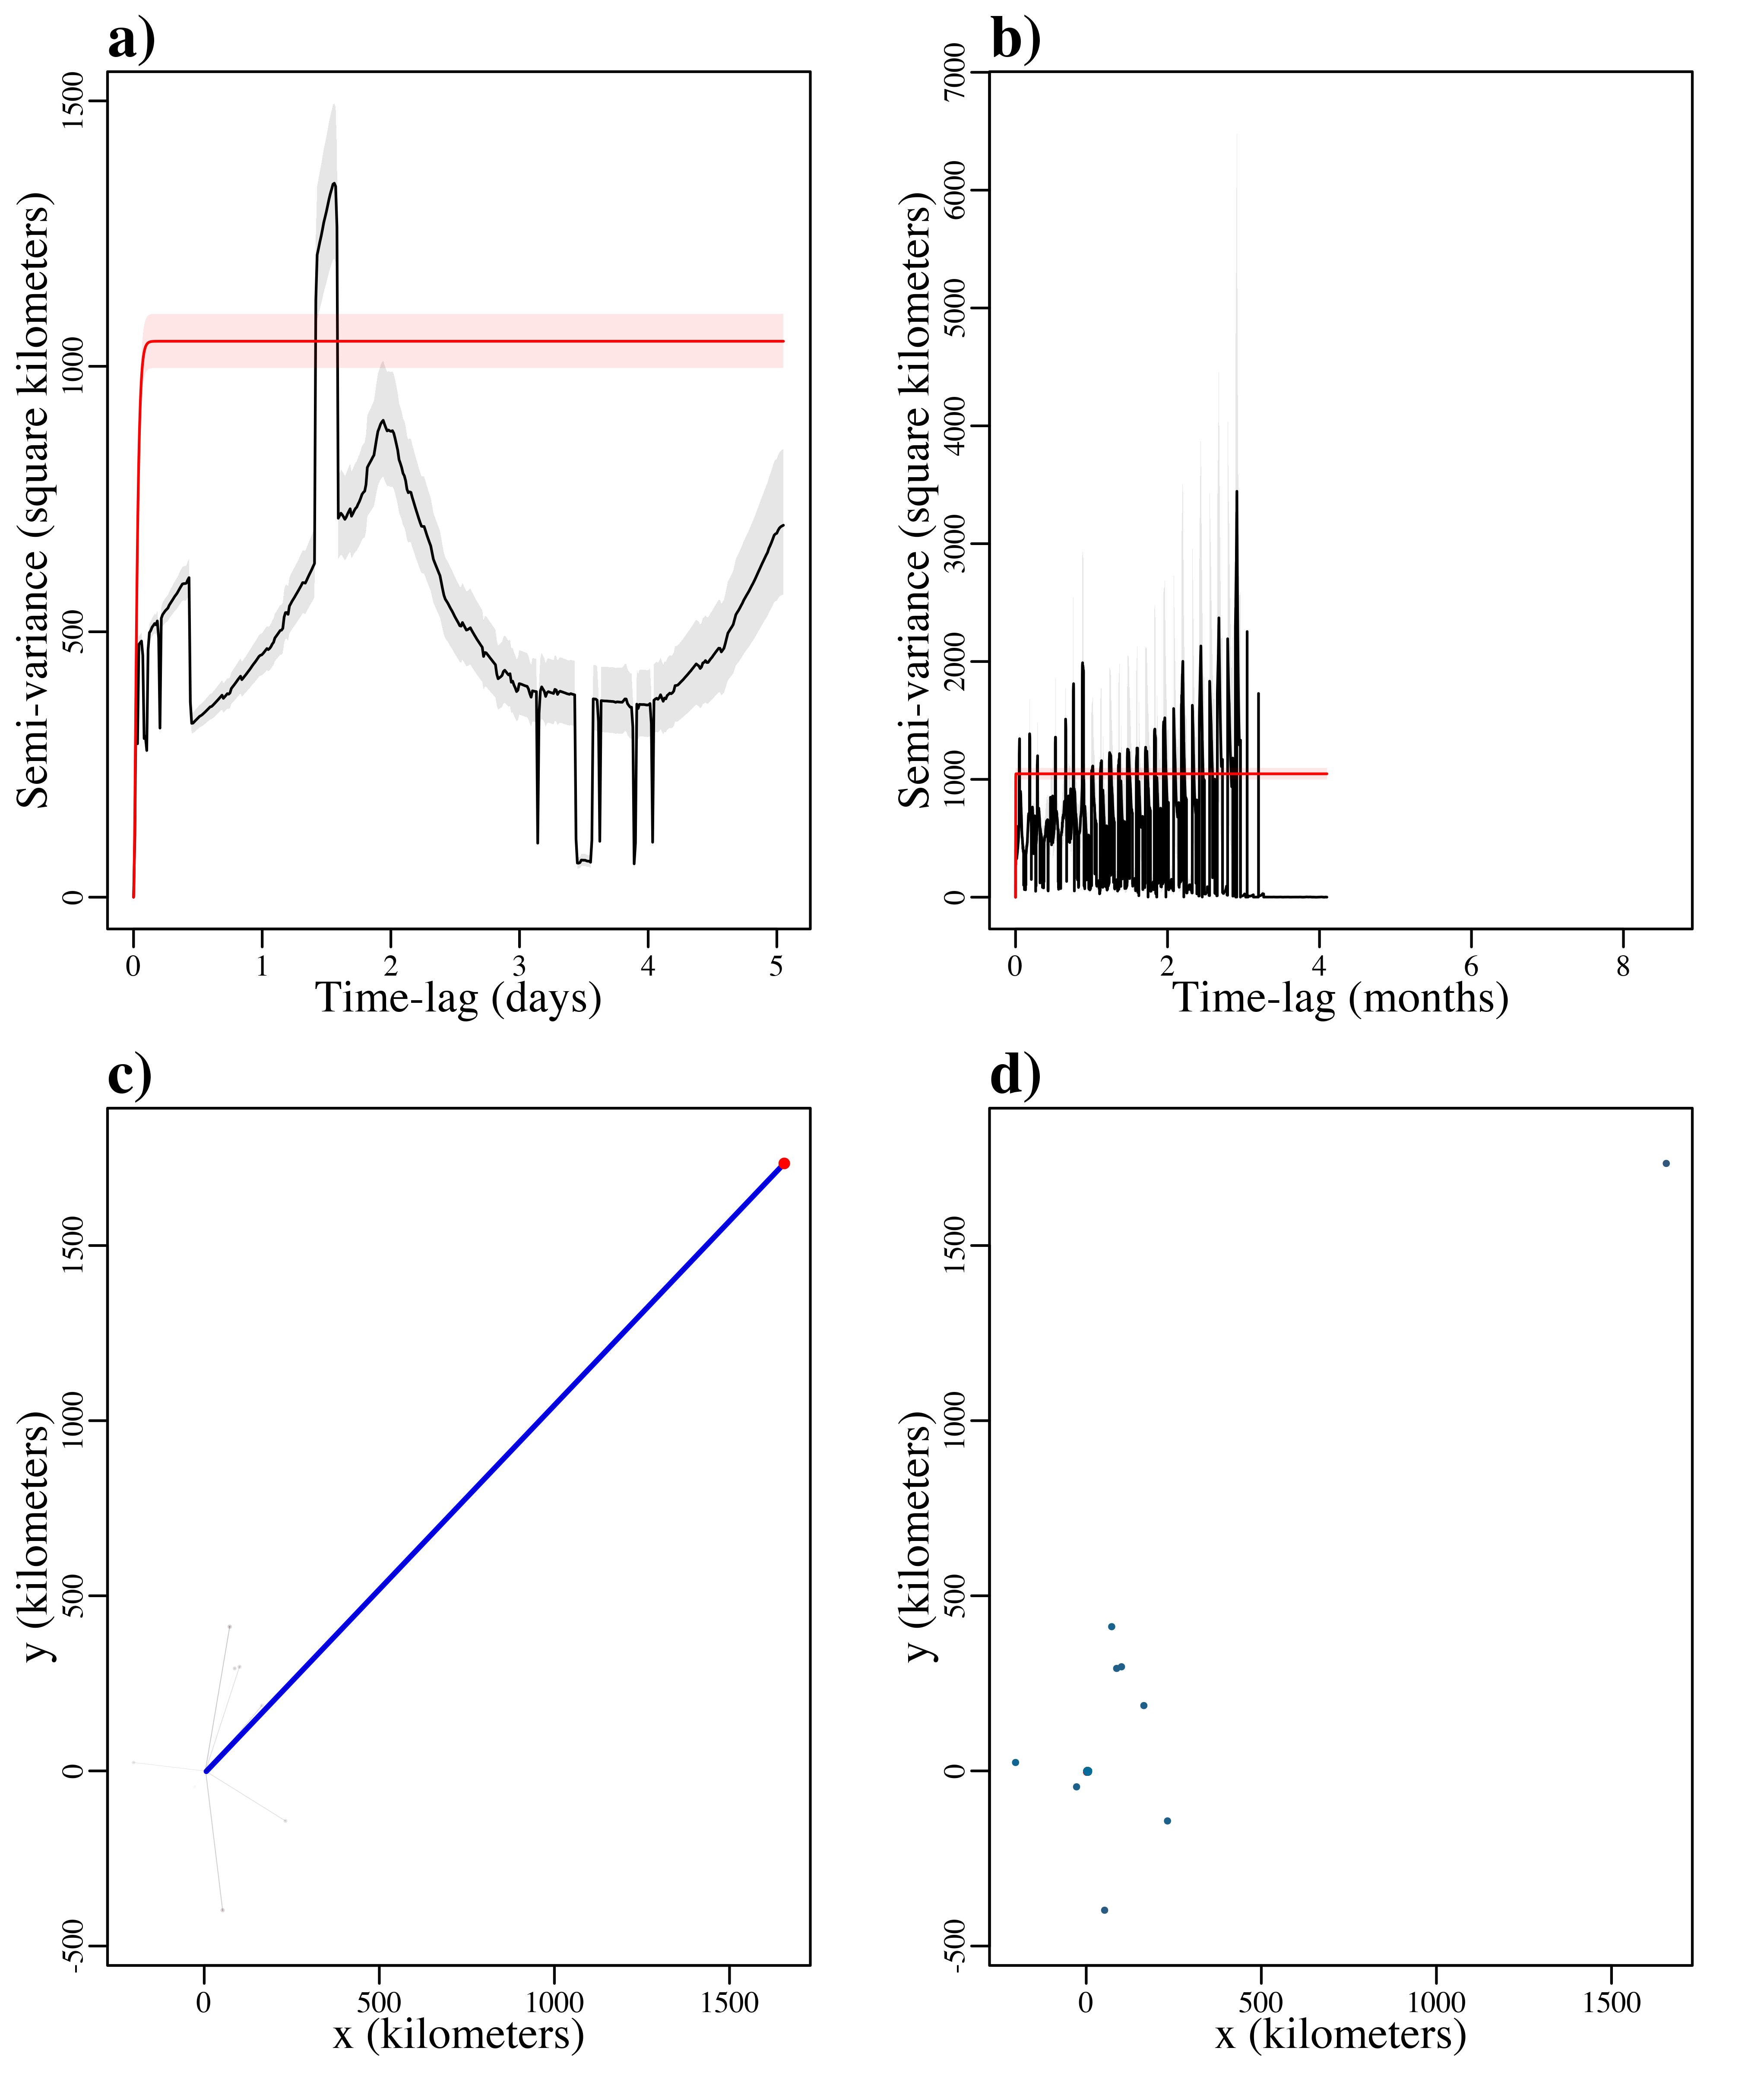 a)
Semi-variance (square kilometers)
1500
1000
500
0
0 1 2 3 4 5
Time-lag (days)
b)
Semi-variance (square kilometers)
7000
6000
5000
4000
3000
2000
1000
0
0 2 4 6 8
Time-lag (months)
c)
y (kilometers)
1500
1000
500
0
-500
0 500 1000 1500
x (kilometers)
d)
y (kilometers)
1500
1000
500
0
-500
0 500 1000 1500
x (kilometers)